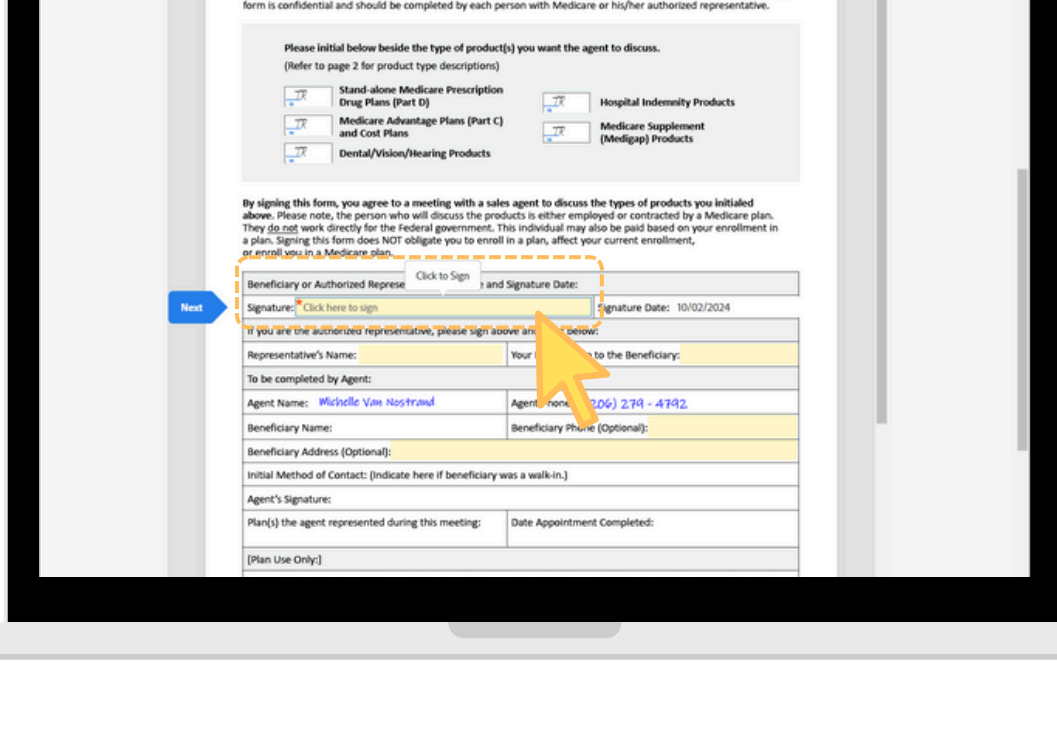 form is confidential and should be completed by each person with Medicare or his/her authorized representative.
Please initial below beside the type of product(s) you want the agent to discuss.
(Refer to page 2 for product type descriptions)
IR Stand-alone Medicare Prescription
Drug Plans (Part D)
IR Hospital Indemnity Products
IR Medicare Advantage Plans (Part C)
and Cost Plans
IR Medicare Supplement
(Medigap) Products
IR Dental/Vision/Hearing Products
By signing this form, you agree to a meeting with a sales agent to discuss the types of products you initialed
above. Please note, the person who will discuss the products is either employed or contracted by a Medicare plan.
They do not work directly for the Federal government. This individual may also be paid based on your enrollment in
a plan. Signing this form does NOT obligate you to enroll in a plan, affect your current enrollment,
or enroll you in a Medicare plan.
Click to Sign
Beneficiary or Authorized and Signature Date:
Next
Signature: * Click here to sign Signature Date: 10/02/2024
If you are the authorized representative, please sign above and below:
Representative's Name: Your to the Beneficiary:
To be completed by Agent:
Agent Name: Michelle Van Nostrand Agent 206) 279 - 4792
Beneficiary Name: Beneficiary Phone (Optional):
Beneficiary Address (Optional):
Initial Method of Contact: (Indicate here if beneficiary was a walk-in.)
Agent's Signature:
Plan(s) the agent represented during this meeting: Date Appointment Completed:
[Plan Use Only:]